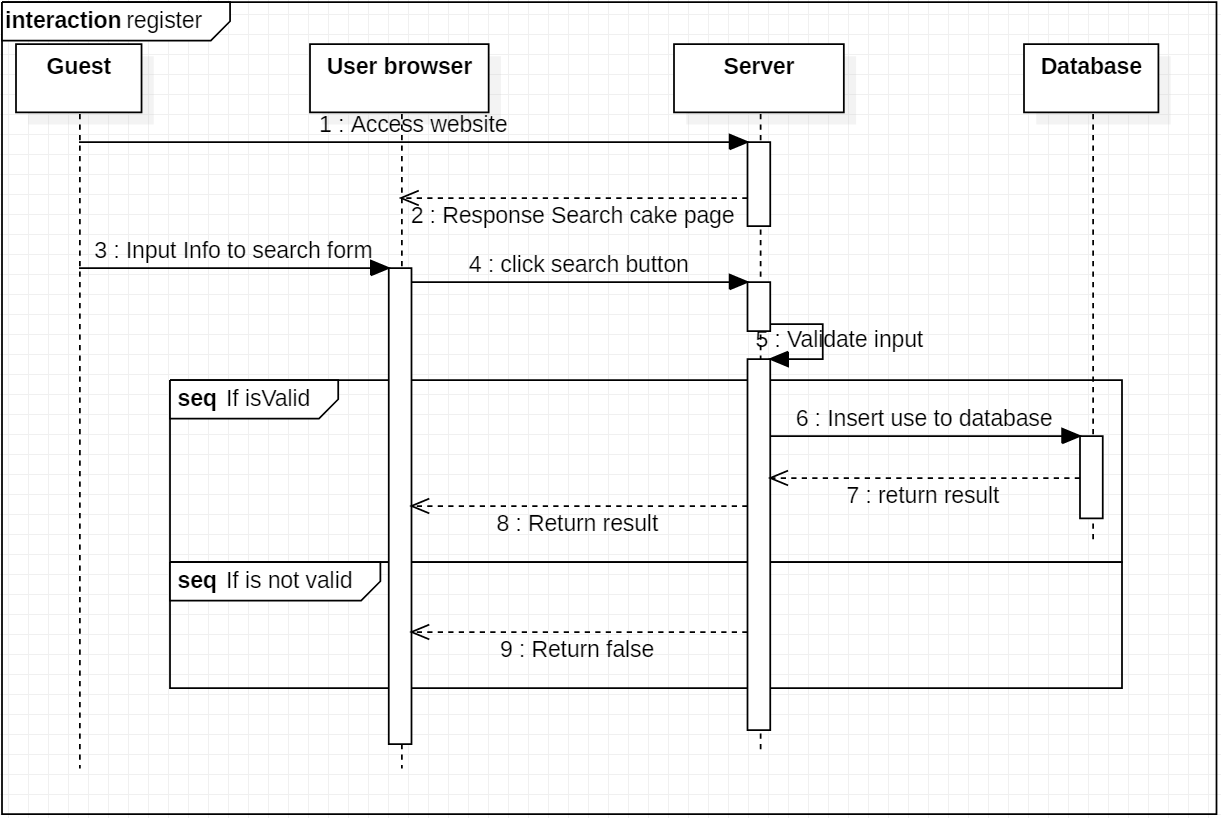 interaction register
Guest
User browser
Server
Database
1 : Access website
2 : Response Search cake page
3 : Input Info to search form
4 : click search button
5 : Validate input
seq If isValid
6 : Insert use to database
7 : return result
8 : Return result
seq If is not valid
9 : Return false